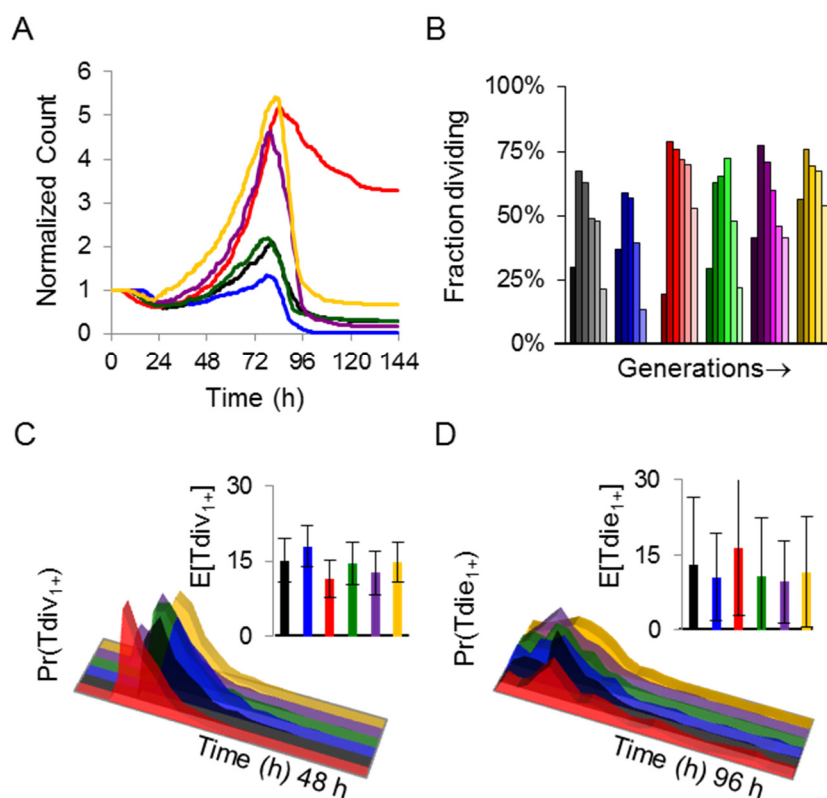 A
Normalized Count
6
5
4
3
2
1
0
0 24 48 72 96 120 144
Time (h)
B
Fraction dividing
100%
75%
50%
25%
0%
Generations→
C
Pr(Tdiv1+)
Time (h) 48 h
E[Tdiv1+]
30
15
0
D
Pr(Tdie1+)
Time (h) 96 h
E[Tdie1+]
30
15
0